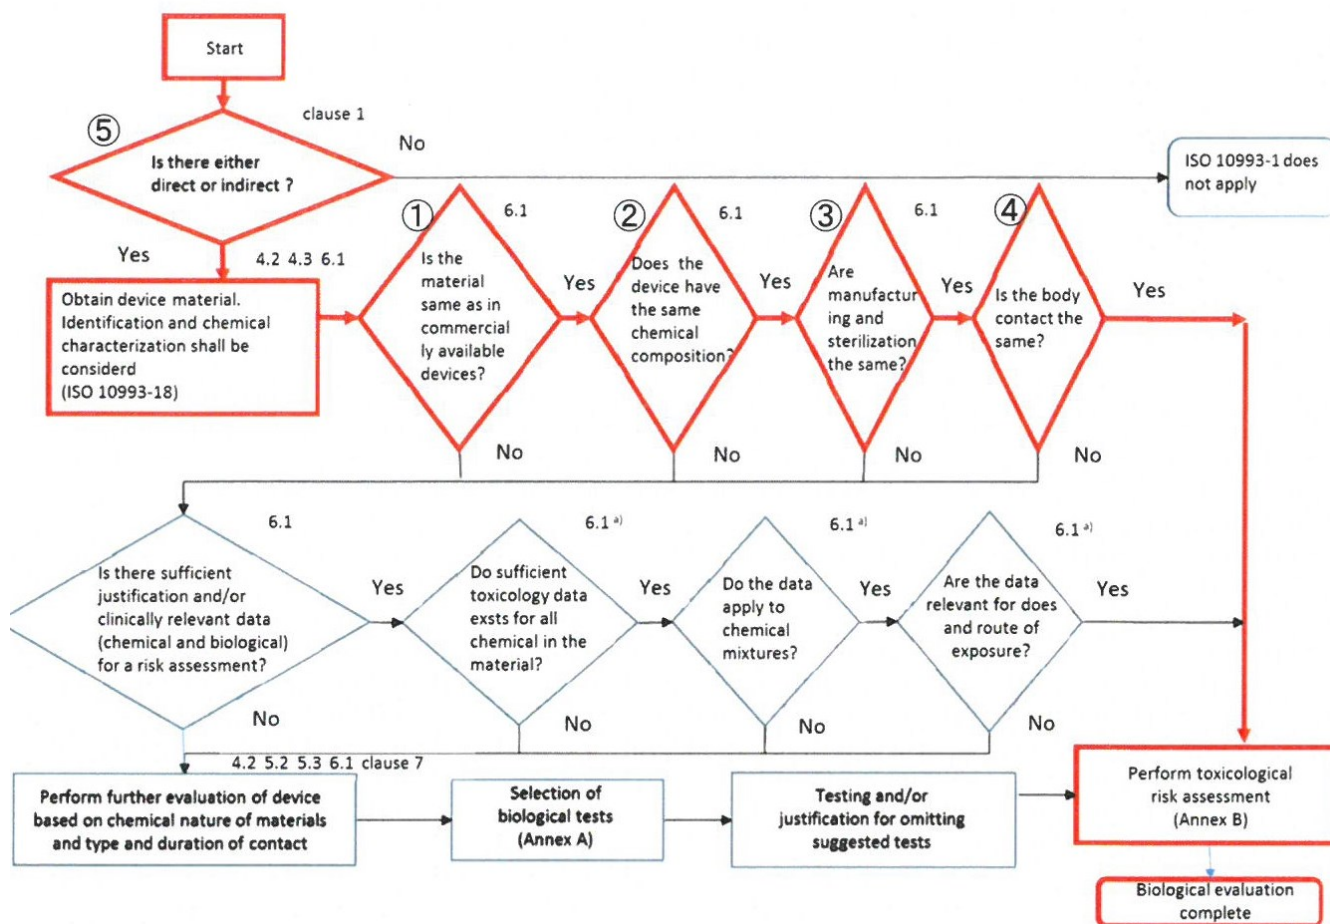 Start
clause 1
⑤
No
Is there either
direct or indirect ?
ISO 10993-1 does
not apply
Yes
4.2 4.3 6.1
Obtain device material.
Identification and chemical
characterization shall be
considerd
(ISO 10993-18)
①
6.1
Is the
material
same as in
commercial
ly available
devices?
Yes
No
②
6.1
Does the
device have
the same
chemical
composition?
Yes
No
③
6.1
Are
manufactur
ing and
sterilization
the same?
Yes
No
④
Is the body
contact the
same?
Yes
No
6.1
Is there sufficient
justification and/or
clinically relevant data
(chemical and biological)
for a risk assessment?
Yes
No
6.1 a)
Do sufficient
toxicology data
exsts for all
chemical in the
material?
Yes
No
6.1 a)
Do the data
apply to
chemical
mixtures?
Yes
No
6.1 a)
Are the data
relevant for does
and route of
exposure?
Yes
No
4.2 5.2 5.3 6.1 clause 7
Perform further evaluation of device
based on chemical nature of materials
and type and duration of contact
Selection of
biological tests
(Annex A)
Testing and/or
justification for omitting
suggested tests
Perform toxicological
risk assessment
(Annex B)
Biological evaluation
complete